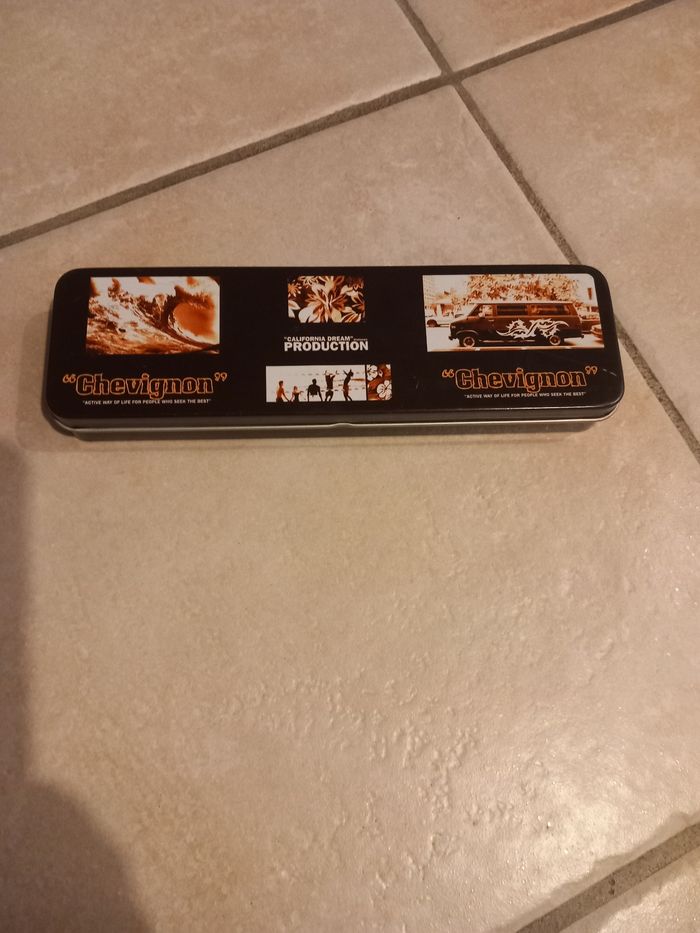 "CALIFORNIA DREAM"
PRODUCTION
"Chevignon"
"ACTIVE WAY OF LIFE FOR PEOPLE WHO SEEK THE BEST"
"Chevignon"
"ACTIVE WAY OF LIFE FOR PEOPLE WHO SEEK THE BEST"